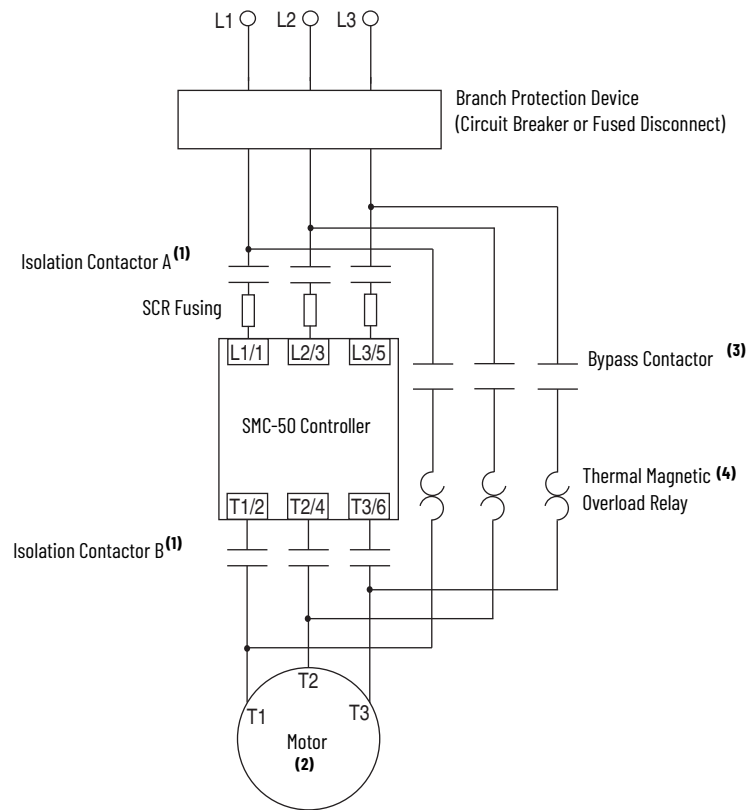 L1 L2 L3
Branch Protection Device
(Circuit Breaker or Fused Disconnect)
Isolation Contactor A (1)
SCR Fusing
L1/1 L2/3 L3/5
Bypass Contactor (3)
SMC-50 Controller
Thermal Magnetic (4)
Overload Relay
T1/2 T2/4 T3/6
Isolation Contactor B (1)
T2
T1 T3
Motor
(2)